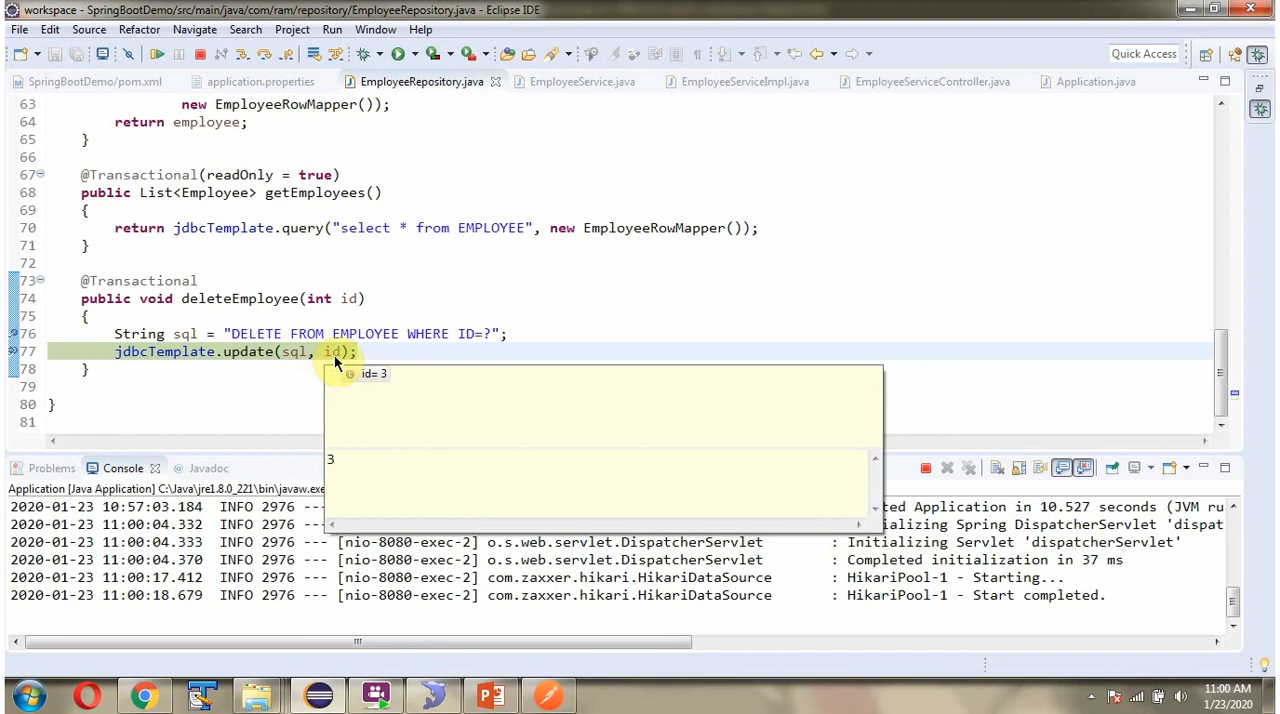 workspace - SpringBootDemo/src/main/java/com/ram/repository/EmployeeRepository.java - Eclipse IDE
File Edit Source Refactor Navigate Search Project Run Window Help
Quick Access
SpringBootDemo/pom.xml application.properties EmployeeRepository.java EmployeeService.java EmployeeServiceImpl.java EmployeeServiceController.java Application.java
63 new EmployeeRowMapper());
64 return employee;
65 }
66
67 @Transactional(readOnly = true)
68 public List<Employee> getEmployees()
69 {
70 return jdbcTemplate.query("select * from EMPLOYEE", new EmployeeRowMapper());
71 }
72
73 @Transactional
74 public void deleteEmployee(int id)
75 {
76 String sql = "DELETE FROM EMPLOYEE WHERE ID=?";
77 jdbcTemplate.update(sql, id);
78 }
79
80 }
81
id= 3
3
Problems Console Javadoc
Application [Java Application] C:\Java\jre1.8.0_221\bin\javaw.exe
2020-01-23 10:57:03.184 INFO 2976 --- ted Application in 10.527 seconds (JVM ru
2020-01-23 11:00:04.332 INFO 2976 --- ializing Spring DispatcherServlet 'dispat
2020-01-23 11:00:04.333 INFO 2976 --- [nio-8080-exec-2] o.s.web.servlet.DispatcherServlet : Initializing Servlet 'dispatcherServlet'
2020-01-23 11:00:04.370 INFO 2976 --- [nio-8080-exec-2] o.s.web.servlet.DispatcherServlet : Completed initialization in 37 ms
2020-01-23 11:00:17.412 INFO 2976 --- [nio-8080-exec-2] com.zaxxer.hikari.HikariDataSource : HikariPool-1 - Starting...
2020-01-23 11:00:18.679 INFO 2976 --- [nio-8080-exec-2] com.zaxxer.hikari.HikariDataSource : HikariPool-1 - Start completed.
11:00 AM
1/23/2020